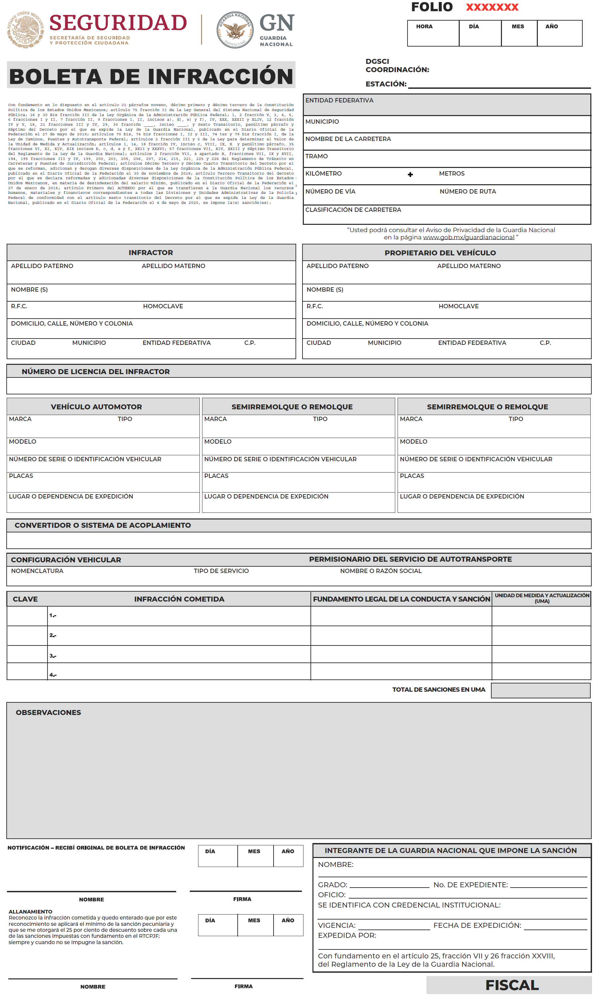 FOLIO XXXXXXX
ESTADOS UNIDOS MEXICANOS
SEGURIDAD
SECRETARÍA DE SEGURIDAD
Y PROTECCIÓN CIUDADANA
GUARDIA NACIONAL
JUSTICIA Y PAZ
GN
GUARDIA
NACIONAL
HORA DÍA MES AÑO
BOLETA DE INFRACCIÓN
DGSCI
COORDINACIÓN:
ESTACIÓN:
Con fundamento en lo dispuesto en el artículo 21 párrafos noveno, décimo primero y décimo tercero de la Constitución
Política de los Estados Unidos Mexicanos; artículo 75 fracción II de la Ley General del Sistema Nacional de Seguridad
Pública; 26 y 30 Bis fracción III de la Ley Orgánica de la Administración Pública Federal; 1, 2 fracción V, 3, 4, 5,
6 fracciones I y II, 7 fracción II, 9 fracciones I, II, incisos a), d), e) y f), IV, XXX, XXXII y XLIV, 12 fracción
IV y V, 18, 21 fracciones III y IV, 29, 30 fracción ____, inciso ____, y Sexto Transitorio, penúltimo párrafo y
Séptimo del Decreto por el que se expide la Ley de la Guardia Nacional, publicado en el Diario Oficial de la
Federación el 27 de mayo de 2019; artículos 70 bis, 74 bis fracciones I, II y III, 74 ter y 79 bis fracción I, de la
Ley de Caminos, Puentes y Autotransporte Federal; artículos 2 fracción III y 5 de la Ley para determinar el Valor de
la Unidad de Medida y Actualización; artículos 1, 14, 18 fracción IV, inciso c, VIII, IX, X y penúltimo párrafo, 35
fracciones VI, XI, XIV, XIX incisos b, c, d, e y f, XXII y XXXVI; 57 fracciones VII, XIV, XXIII y Séptimo Transitorio
del Reglamento de la Ley de la Guardia Nacional; artículos 2 fracción VII, 4 apartado B, fracciones VII, IX y XVII,
194, 195 fracciones III y IV, 199, 200, 203, 205, 206, 207, 214, 215, 221, 225 y 226 del Reglamento de Tránsito en
Carreteras y Puentes de Jurisdicción Federal; artículos Décimo Tercero y Décimo Cuarto Transitorio del Decreto por el
que se reforman, adicionan y derogan diversas disposiciones de la Ley Orgánica de la Administración Pública Federal,
publicado en el Diario Oficial de la Federación el 30 de noviembre de 2018; artículo Tercero Transitorio del decreto
por el que se declara reformadas y adicionadas diversas disposiciones de la Constitución Política de los Estados
Unidos Mexicanos, en materia de desindexación del salario mínimo, publicado en el Diario Oficial de la Federación el
27 de enero de 2016; artículo Primero del ACUERDO por el que se transfieren a la Guardia Nacional los recursos
humanos, materiales y financieros correspondientes a todas las Divisiones y Unidades Administrativas de la Policía
Federal de conformidad con el artículo sexto transitorio del Decreto por el que se expide la Ley de la Guardia
Nacional, publicado en el Diario Oficial de la Federación el 4 de mayo de 2020, se impone la(s) sanción(es):
ENTIDAD FEDERATIVA
MUNICIPIO
NOMBRE DE LA CARRETERA
TRAMO
KILÓMETRO + METROS
NÚMERO DE VÍA NÚMERO DE RUTA
CLASIFICACIÓN DE CARRETERA
“Usted podrá consultar el Aviso de Privacidad de la Guardia Nacional
en la página www.gob.mx/guardianacional ”
INFRACTOR
APELLIDO PATERNO APELLIDO MATERNO
NOMBRE (S)
R.F.C. HOMOCLAVE
DOMICILIO, CALLE, NÚMERO Y COLONIA
CIUDAD MUNICIPIO ENTIDAD FEDERATIVA C.P.
PROPIETARIO DEL VEHÍCULO
APELLIDO PATERNO APELLIDO MATERNO
NOMBRE (S)
R.F.C. HOMOCLAVE
DOMICILIO, CALLE, NÚMERO Y COLONIA
CIUDAD MUNICIPIO ENTIDAD FEDERATIVA C.P.
NÚMERO DE LICENCIA DEL INFRACTOR
VEHÍCULO AUTOMOTOR
MARCA TIPO
MODELO
NÚMERO DE SERIE O IDENTIFICACIÓN VEHICULAR
PLACAS
LUGAR O DEPENDENCIA DE EXPEDICIÓN
SEMIRREMOLQUE O REMOLQUE
MARCA TIPO
MODELO
NÚMERO DE SERIE O IDENTIFICACIÓN VEHICULAR
PLACAS
LUGAR O DEPENDENCIA DE EXPEDICIÓN
SEMIRREMOLQUE O REMOLQUE
MARCA TIPO
MODELO
NÚMERO DE SERIE O IDENTIFICACIÓN VEHICULAR
PLACAS
LUGAR O DEPENDENCIA DE EXPEDICIÓN
CONVERTIDOR O SISTEMA DE ACOPLAMIENTO
CONFIGURACIÓN VEHICULAR PERMISIONARIO DEL SERVICIO DE AUTOTRANSPORTE
NOMENCLATURA TIPO DE SERVICIO NOMBRE O RAZÓN SOCIAL
CLAVE INFRACCIÓN COMETIDA FUNDAMENTO LEGAL DE LA CONDUCTA Y SANCIÓN UNIDAD DE MEDIDA Y ACTUALIZACIÓN
(UMA)
1.-
2.-
3.-
4.-
TOTAL DE SANCIONES EN UMA
OBSERVACIONES
NOTIFICACIÓN – RECIBÍ ORIGINAL DE BOLETA DE INFRACCIÓN
DÍA MES AÑO
NOMBRE FIRMA
ALLANAMIENTO
Reconozco la infracción cometida y quedo enterado que por este
reconocimiento se aplicará el mínimo de la sanción pecuniaria y
que se me otorgará el 25 por ciento de descuento sobre cada una
de las sanciones impuestas con fundamento en el RTCPJF;
siempre y cuando no se impugne la sanción.
DÍA MES AÑO
NOMBRE FIRMA
INTEGRANTE DE LA GUARDIA NACIONAL QUE IMPONE LA SANCIÓN
NOMBRE:
GRADO: No. DE EXPEDIENTE:
OFICIO:
SE IDENTIFICA CON CREDENCIAL INSTITUCIONAL:
VIGENCIA: FECHA DE EXPEDICIÓN:
EXPEDIDA POR:
Con fundamento en el artículo 25, fracción VII y 26 fracción XXVIII,
del Reglamento de la Ley de la Guardia Nacional.
FISCAL